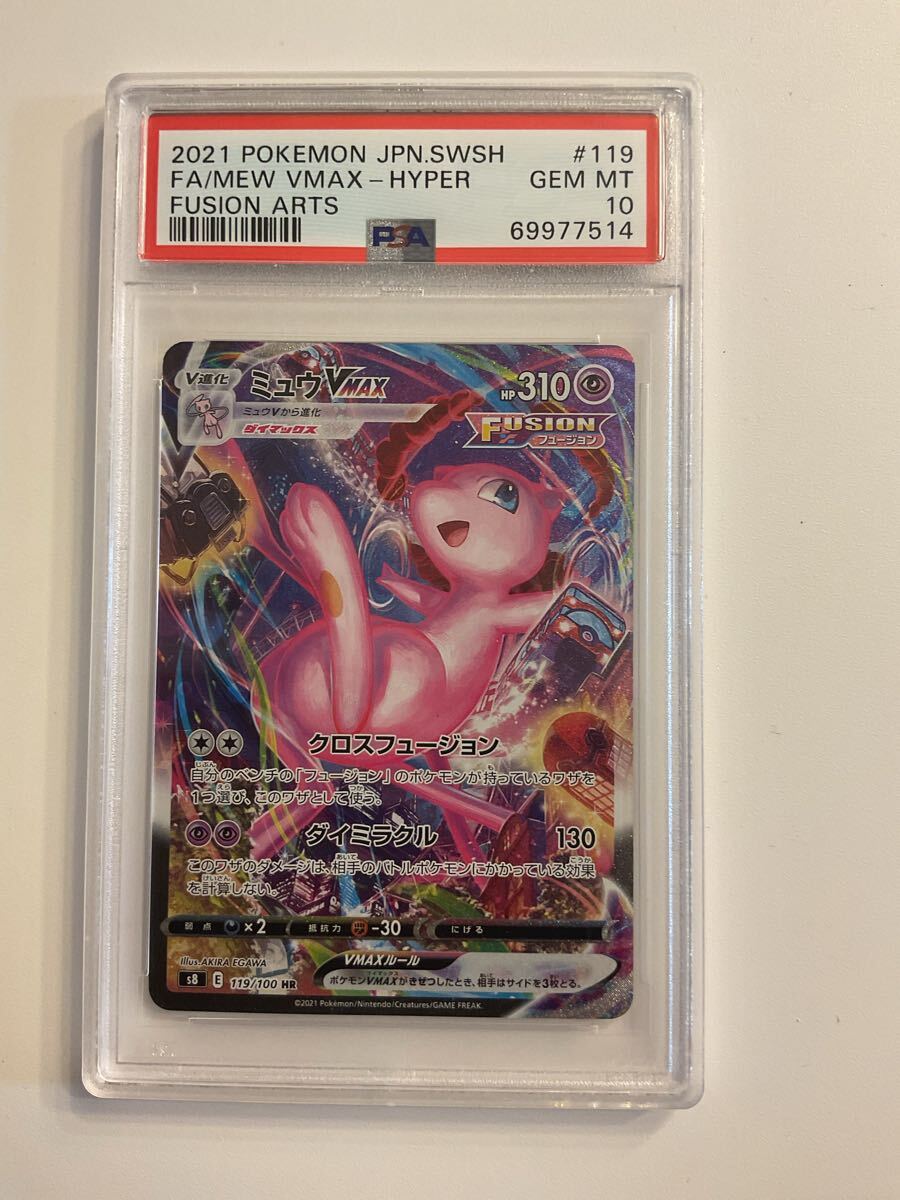 2021 POKEMON JPN.SWSH #119
FA/MEW VMAX-HYPER GEM MT
FUSION ARTS 10
PSA 69977514
V進化 ミュウVMAX HP310
ミュウVから進化
ダイマックス
FUSION
フュージョン
クロスフュージョン
自分のベンチの「フュージョン」のポケモンが持っているワザを
1つ選び、このワザとして使う。
ダイミラクル 130
このワザのダメージは、相手のバトルポケモンにかかっている効果
を計算しない。
弱点 ×2 抵抗力 -30 にげる
Illus.AKIRA EGAWA
VMAXルール
s8 E 119/100 HR
ポケモンVMAXがきぜつしたとき、相手はサイドを3枚とる。
©2021 Pokémon/Nintendo/Creatures/GAME FREAK.